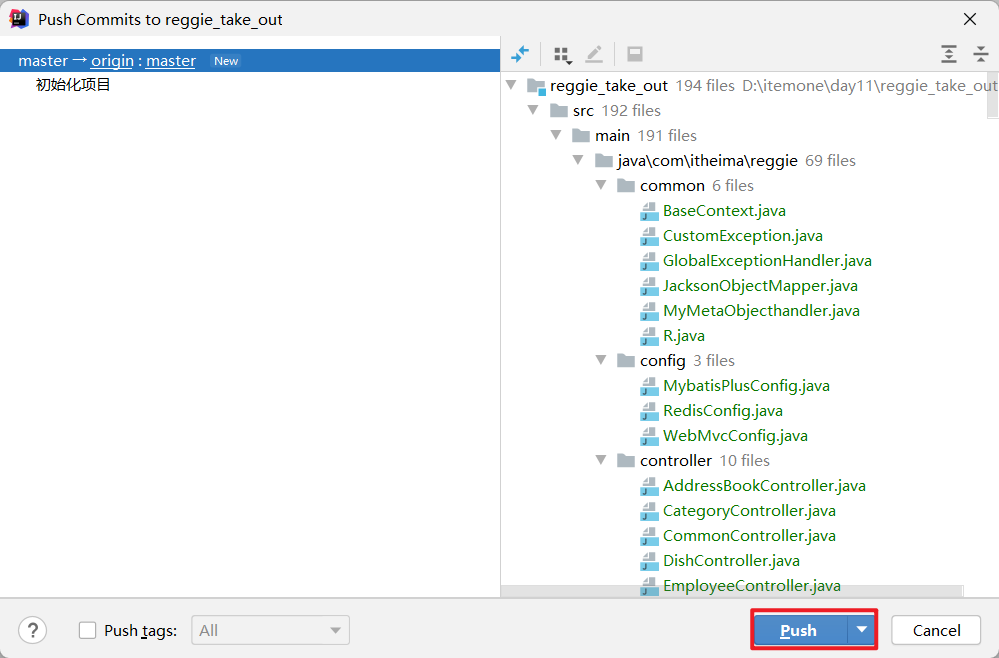 Push Commits to reggie_take_out
master → origin : master New
初始化项目
reggie_take_out 194 files D:\itemone\day11\reggie_take_out
src 192 files
main 191 files
java\com\itheima\reggie 69 files
common 6 files
BaseContext.java
CustomException.java
GlobalExceptionHandler.java
JacksonObjectMapper.java
MyMetaObjecthandler.java
R.java
config 3 files
MybatisPlusConfig.java
RedisConfig.java
WebMvcConfig.java
controller 10 files
AddressBookController.java
CategoryController.java
CommonController.java
DishController.java
EmployeeController.java
? Push tags: All Push Cancel